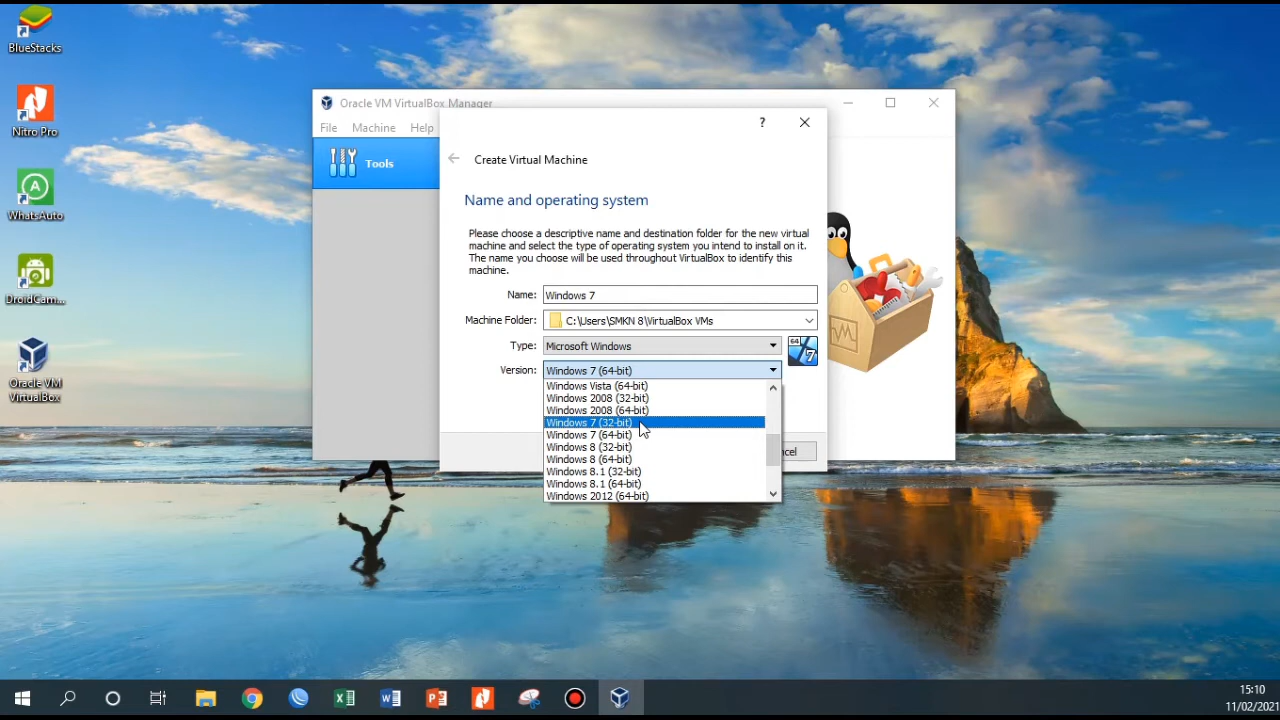 BlueStacks
Nitro Pro
WhatsAuto
DroidCam...
Oracle VM
VirtualBox
Oracle VM VirtualBox Manager
File Machine Help
Tools
?
Create Virtual Machine
Name and operating system
Please choose a descriptive name and destination folder for the new virtual
machine and select the type of operating system you intend to install on it.
The name you choose will be used throughout VirtualBox to identify this
machine.
Name: Windows 7
Machine Folder: C:\Users\SMKN 8\VirtualBox VMs
Type: Microsoft Windows
64
7
Version: Windows 7 (64-bit)
Windows Vista (64-bit)
Windows 2008 (32-bit)
Windows 2008 (64-bit)
Windows 7 (32-bit)
Windows 7 (64-bit)
Windows 8 (32-bit)
Windows 8 (64-bit)
Windows 8.1 (32-bit)
Windows 8.1 (64-bit)
Windows 2012 (64-bit)
ncel
15:10
11/02/2021